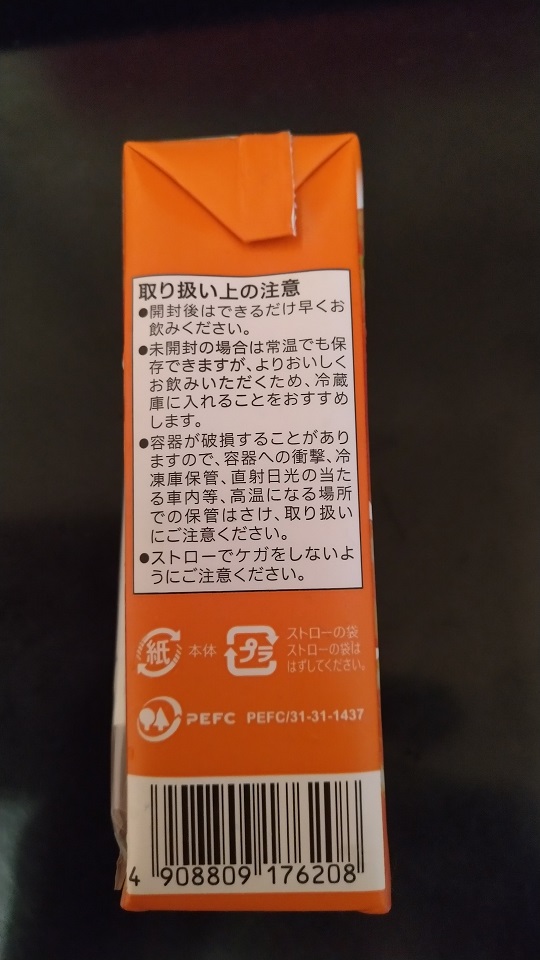 取り扱い上の注意
●開封後はできるだけ早くお
飲みください。
●未開封の場合は常温でも保
存できますが、よりおいしく
お飲みいただくため、冷蔵
庫に入れることをおすすめ
します。
●容器が破損することがあり
ますので、容器への衝撃、冷
凍庫保管、直射日光の当た
る車内等、高温になる場所
での保管はさけ、取り扱い
にご注意ください。
●ストローでケガをしないよ
うにご注意ください。
紙 本体 プラ ストローの袋
ストローの袋は
はずしてください。
PEFC PEFC/31-31-1437
4 908809 176208